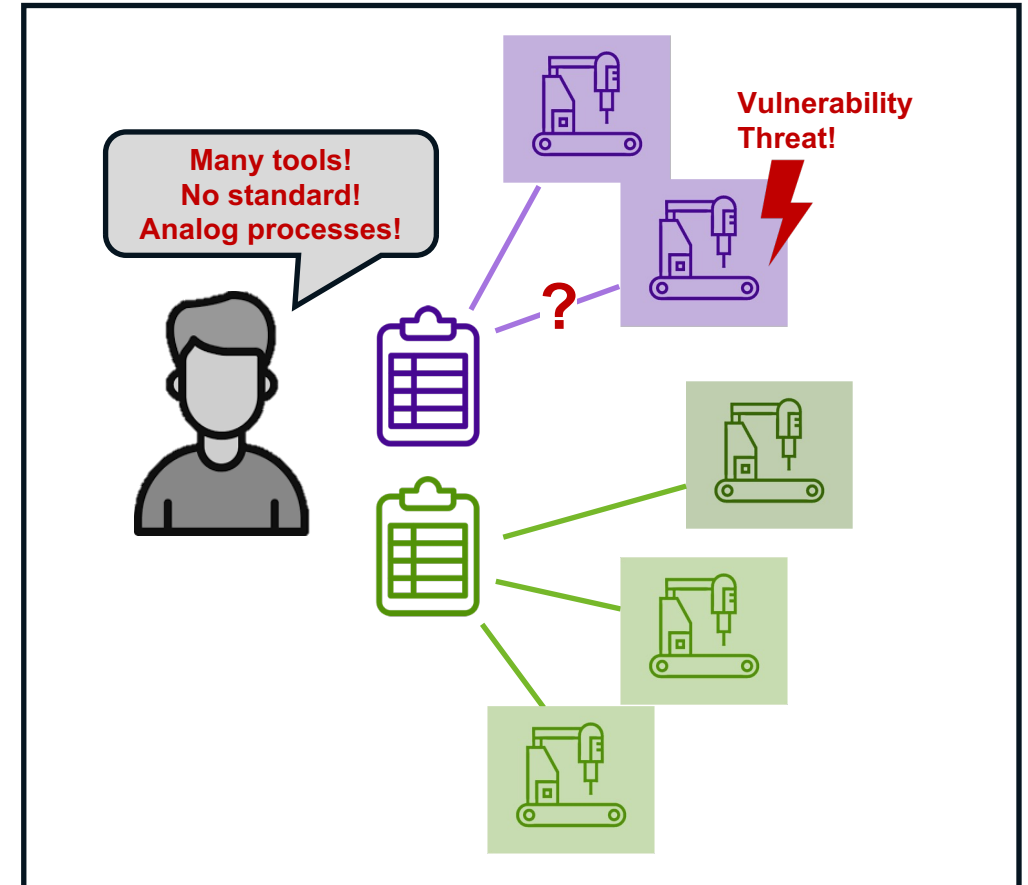 Many tools!
No standard!
Analog processes!
Vulnerability
Threat!
?